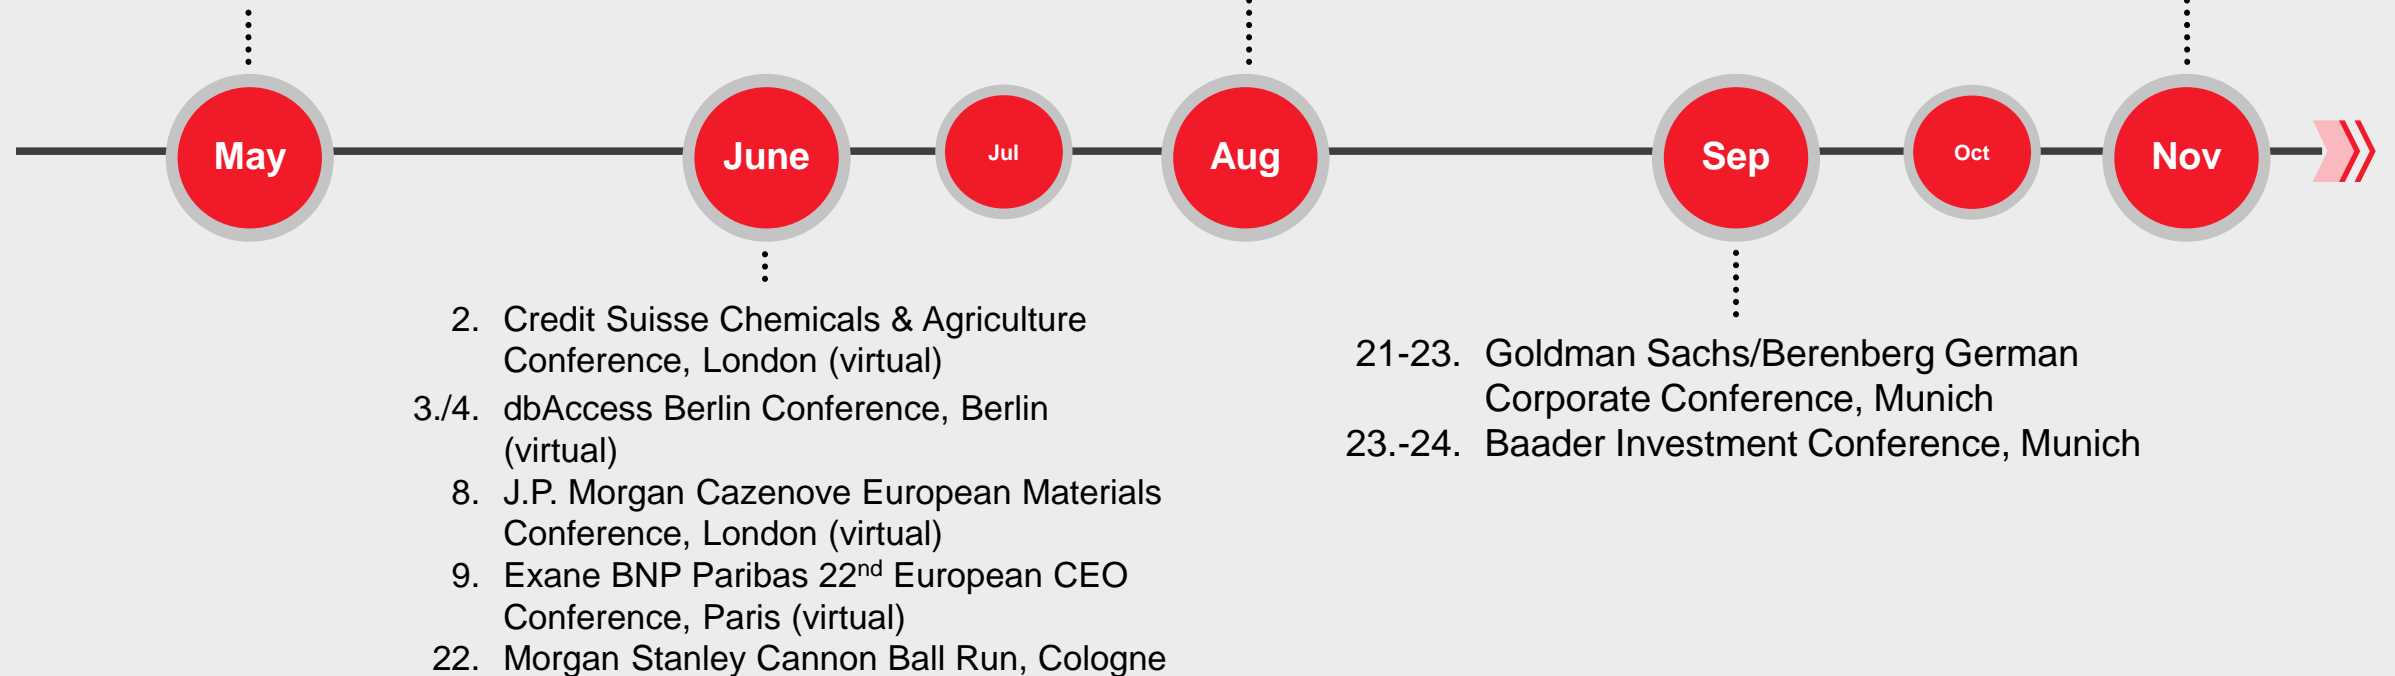 May
June
Jul
Aug
Sep
Oct
Nov
2. Credit Suisse Chemicals & Agriculture
Conference, London (virtual)
3./4. dbAccess Berlin Conference, Berlin
(virtual)
8. J.P. Morgan Cazenove European Materials
Conference, London (virtual)
9. Exane BNP Paribas 22nd European CEO
Conference, Paris (virtual)
22. Morgan Stanley Cannon Ball Run, Cologne
21-23. Goldman Sachs/Berenberg German
Corporate Conference, Munich
23.-24. Baader Investment Conference, Munich